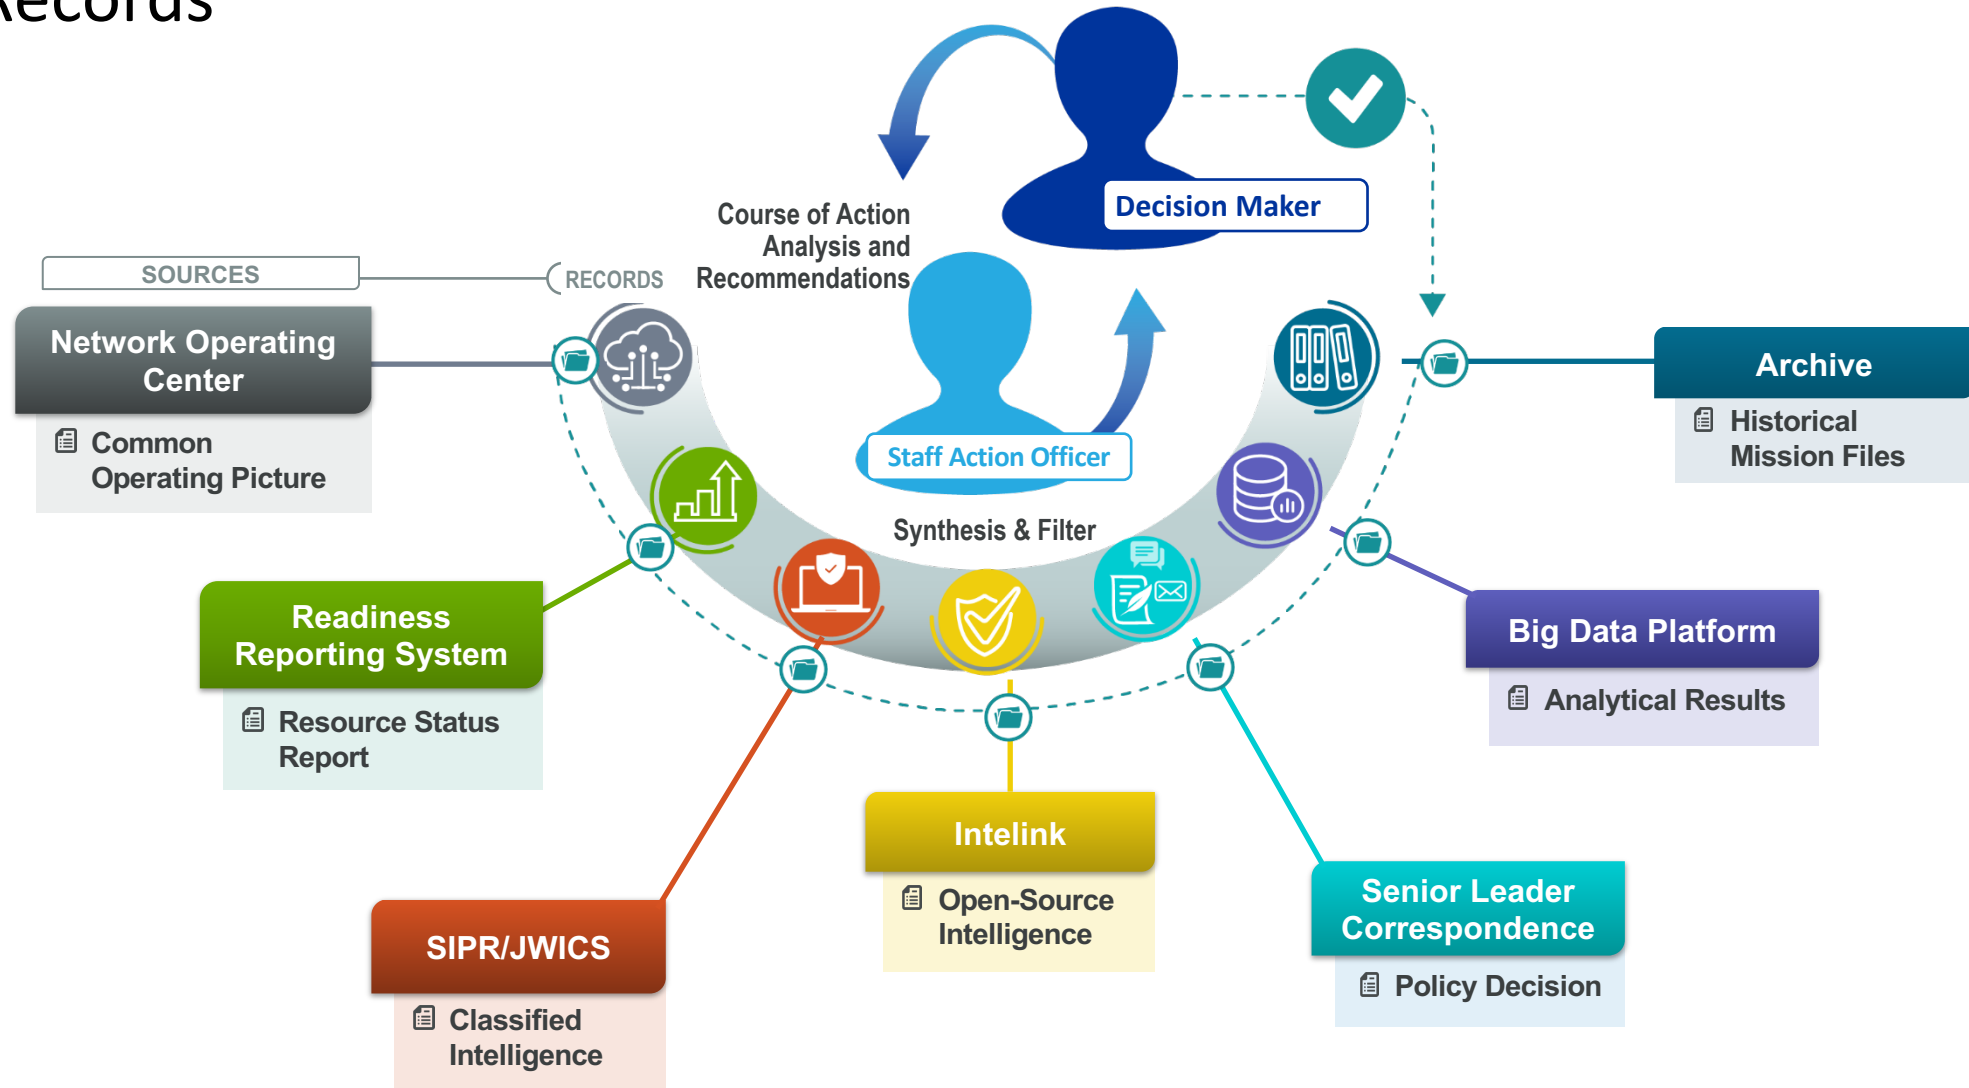 Records
Decision Maker
Course of Action
Analysis and
Recommendations
SOURCES
RECORDS
Network Operating
Center
Common
Operating Picture
Staff Action Officer
Synthesis & Filter
Archive
Historical
Mission Files
Readiness
Reporting System
Resource Status
Report
Big Data Platform
Analytical Results
Intelink
Open-Source
Intelligence
Senior Leader
Correspondence
Policy Decision
SIPR/JWICS
Classified
Intelligence